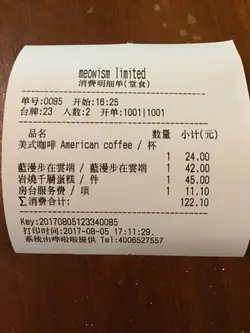 meowism limited
消费明细单(堂食)
单号:0085 开始:16:25
台牌:23 人数:2 开单:1001|1001
品名 数量 小计(元)
美式咖啡 American coffee / 杯
1 24.00
藍漫步在雲端 / 藍漫步在雲端
1 42.00
岩燒千層蛋糕 / 件
1 45.00
房台服务费 / 项
1 11.10
∑消费合计: 122.10
Key:20170805123340085
打印时间:2017-08-05 17:11:29.
系统由哗啦啦提供 Tel:4006527557